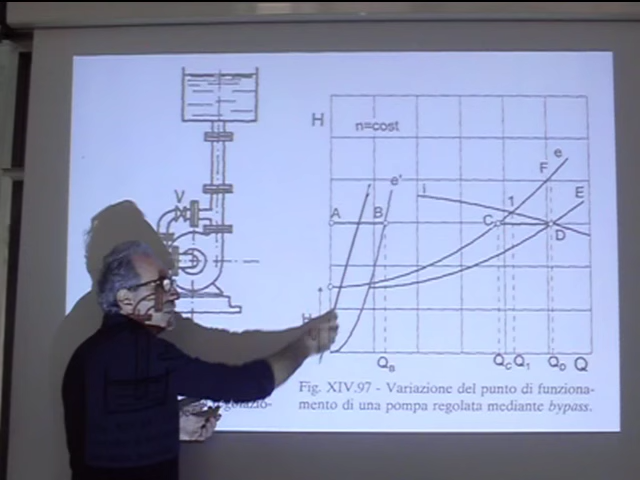 V
H
n=cost
A
B
e'
i
C
1
F
e
E
D
Q_B
Q_C Q_1
Q_D Q
Fig. XIV.97 - Variazione del punto di funziona-
mento di una pompa regolata mediante bypass.